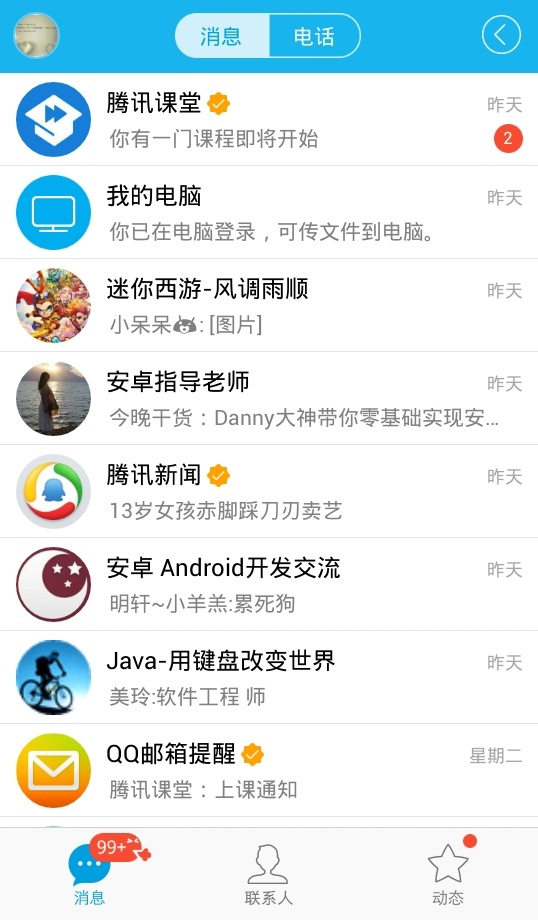 消息
电话
腾讯课堂
昨天
你有一门课程即将开始
2
我的电脑
昨天
你已在电脑登录，可传文件到电脑。
迷你西游-风调雨顺
昨天
小呆呆: [图片]
安卓指导老师
昨天
今晚干货：Danny大神带你零基础实现安...
腾讯新闻
昨天
13岁女孩赤脚踩刀刃卖艺
安卓 Android开发交流
昨天
明轩~小羊羔:累死狗
Java-用键盘改变世界
昨天
美玲:软件工程 师
QQ邮箱提醒
星期二
腾讯课堂：上课通知
99+
消息
联系人
动态